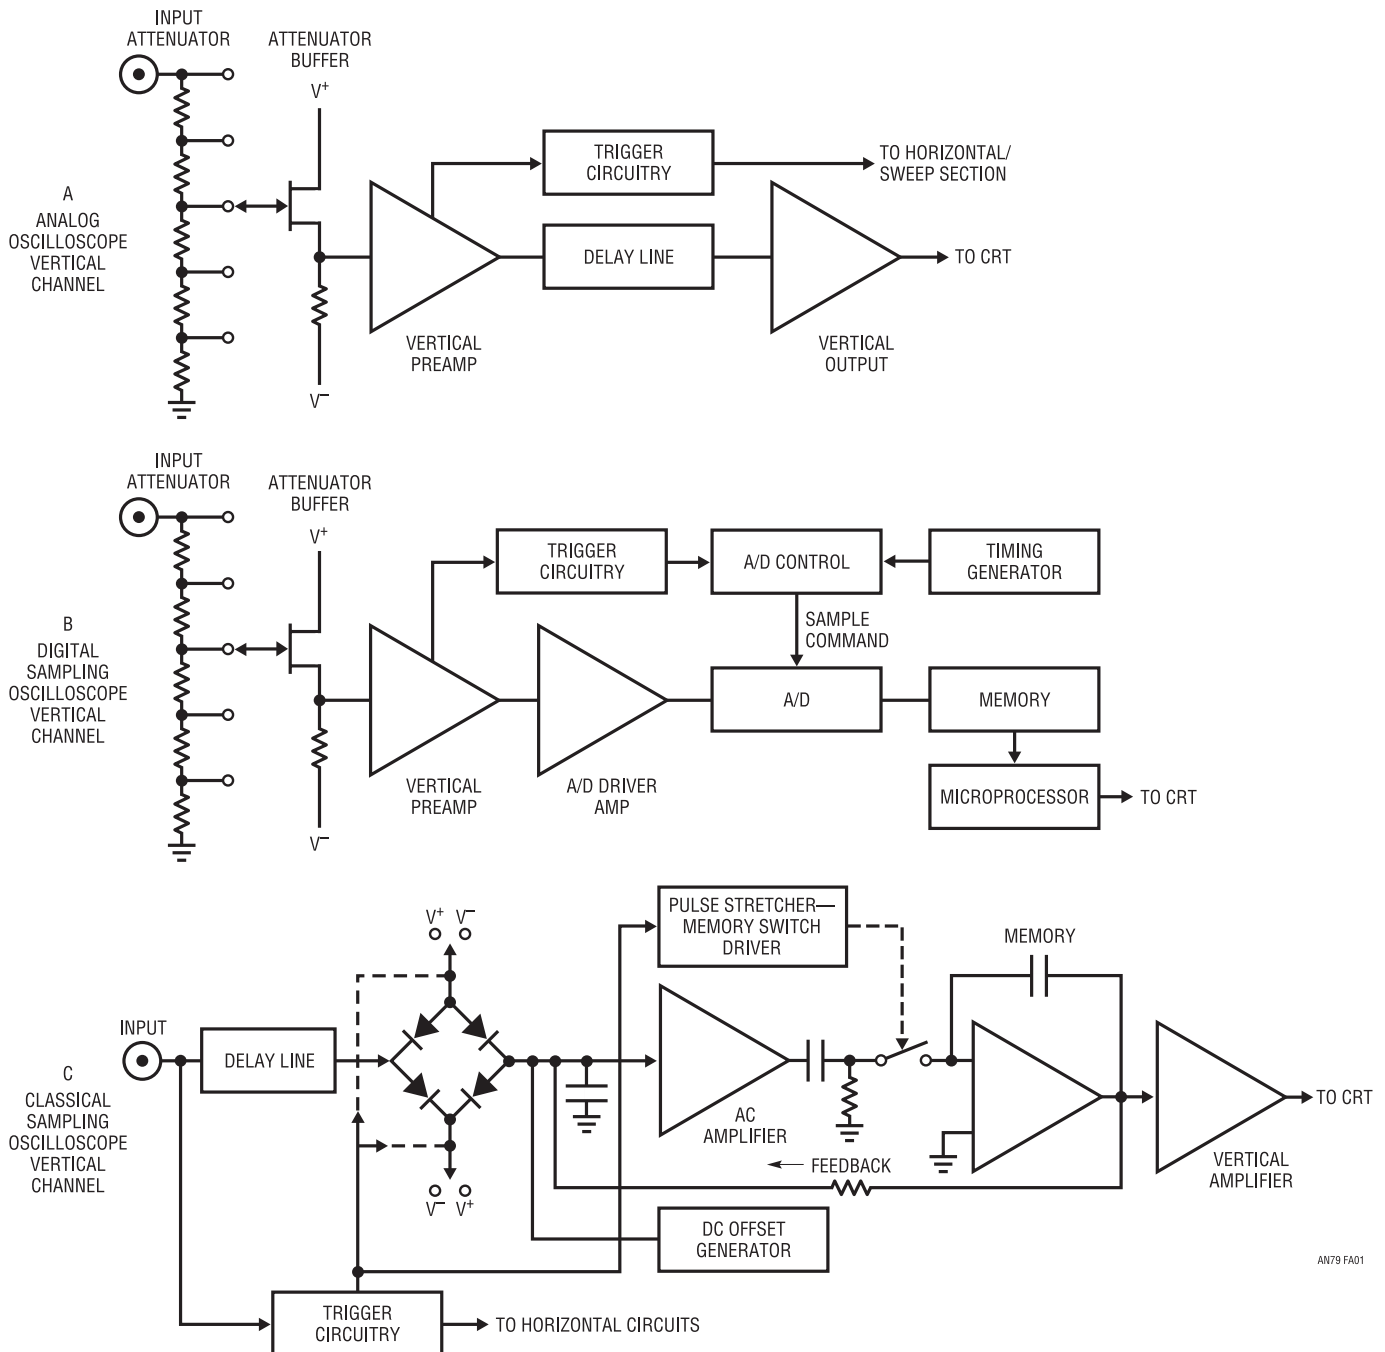 INPUT
ATTENUATOR
ATTENUATOR
BUFFER
V+
A
ANALOG
OSCILLOSCOPE
VERTICAL
CHANNEL
TRIGGER
CIRCUITRY
TO HORIZONTAL/
SWEEP SECTION
DELAY LINE
TO CRT
VERTICAL
PREAMP
VERTICAL
OUTPUT
V–
INPUT
ATTENUATOR
ATTENUATOR
BUFFER
V+
B
DIGITAL
SAMPLING
OSCILLOSCOPE
VERTICAL
CHANNEL
TRIGGER
CIRCUITRY
A/D CONTROL
TIMING
GENERATOR
SAMPLE
COMMAND
A/D
MEMORY
VERTICAL
PREAMP
A/D DRIVER
AMP
MICROPROCESSOR
TO CRT
V–
C
CLASSICAL
SAMPLING
OSCILLOSCOPE
VERTICAL
CHANNEL
INPUT
DELAY LINE
V+ V–
V– V+
PULSE STRETCHER—
MEMORY SWITCH
DRIVER
MEMORY
AC
AMPLIFIER
FEEDBACK
DC OFFSET
GENERATOR
VERTICAL
AMPLIFIER
TO CRT
TRIGGER
CIRCUITRY
TO HORIZONTAL CIRCUITS
AN79 FA01